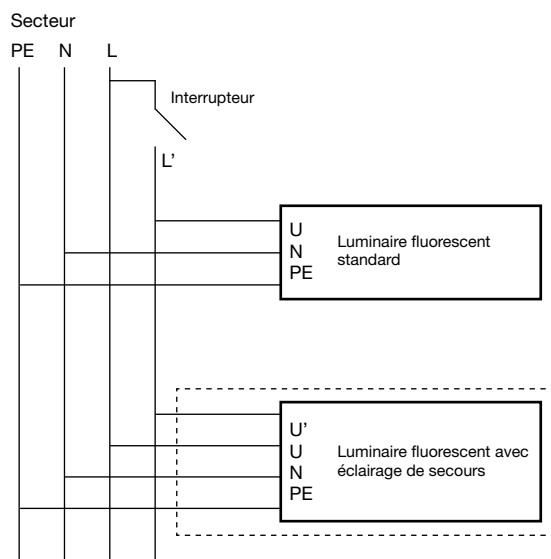 Secteur
PE N L
Interrupteur
L’
U
N
PE
Luminaire fluorescent
standard
U'
U
N
PE
Luminaire fluorescent avec
éclairage de secours